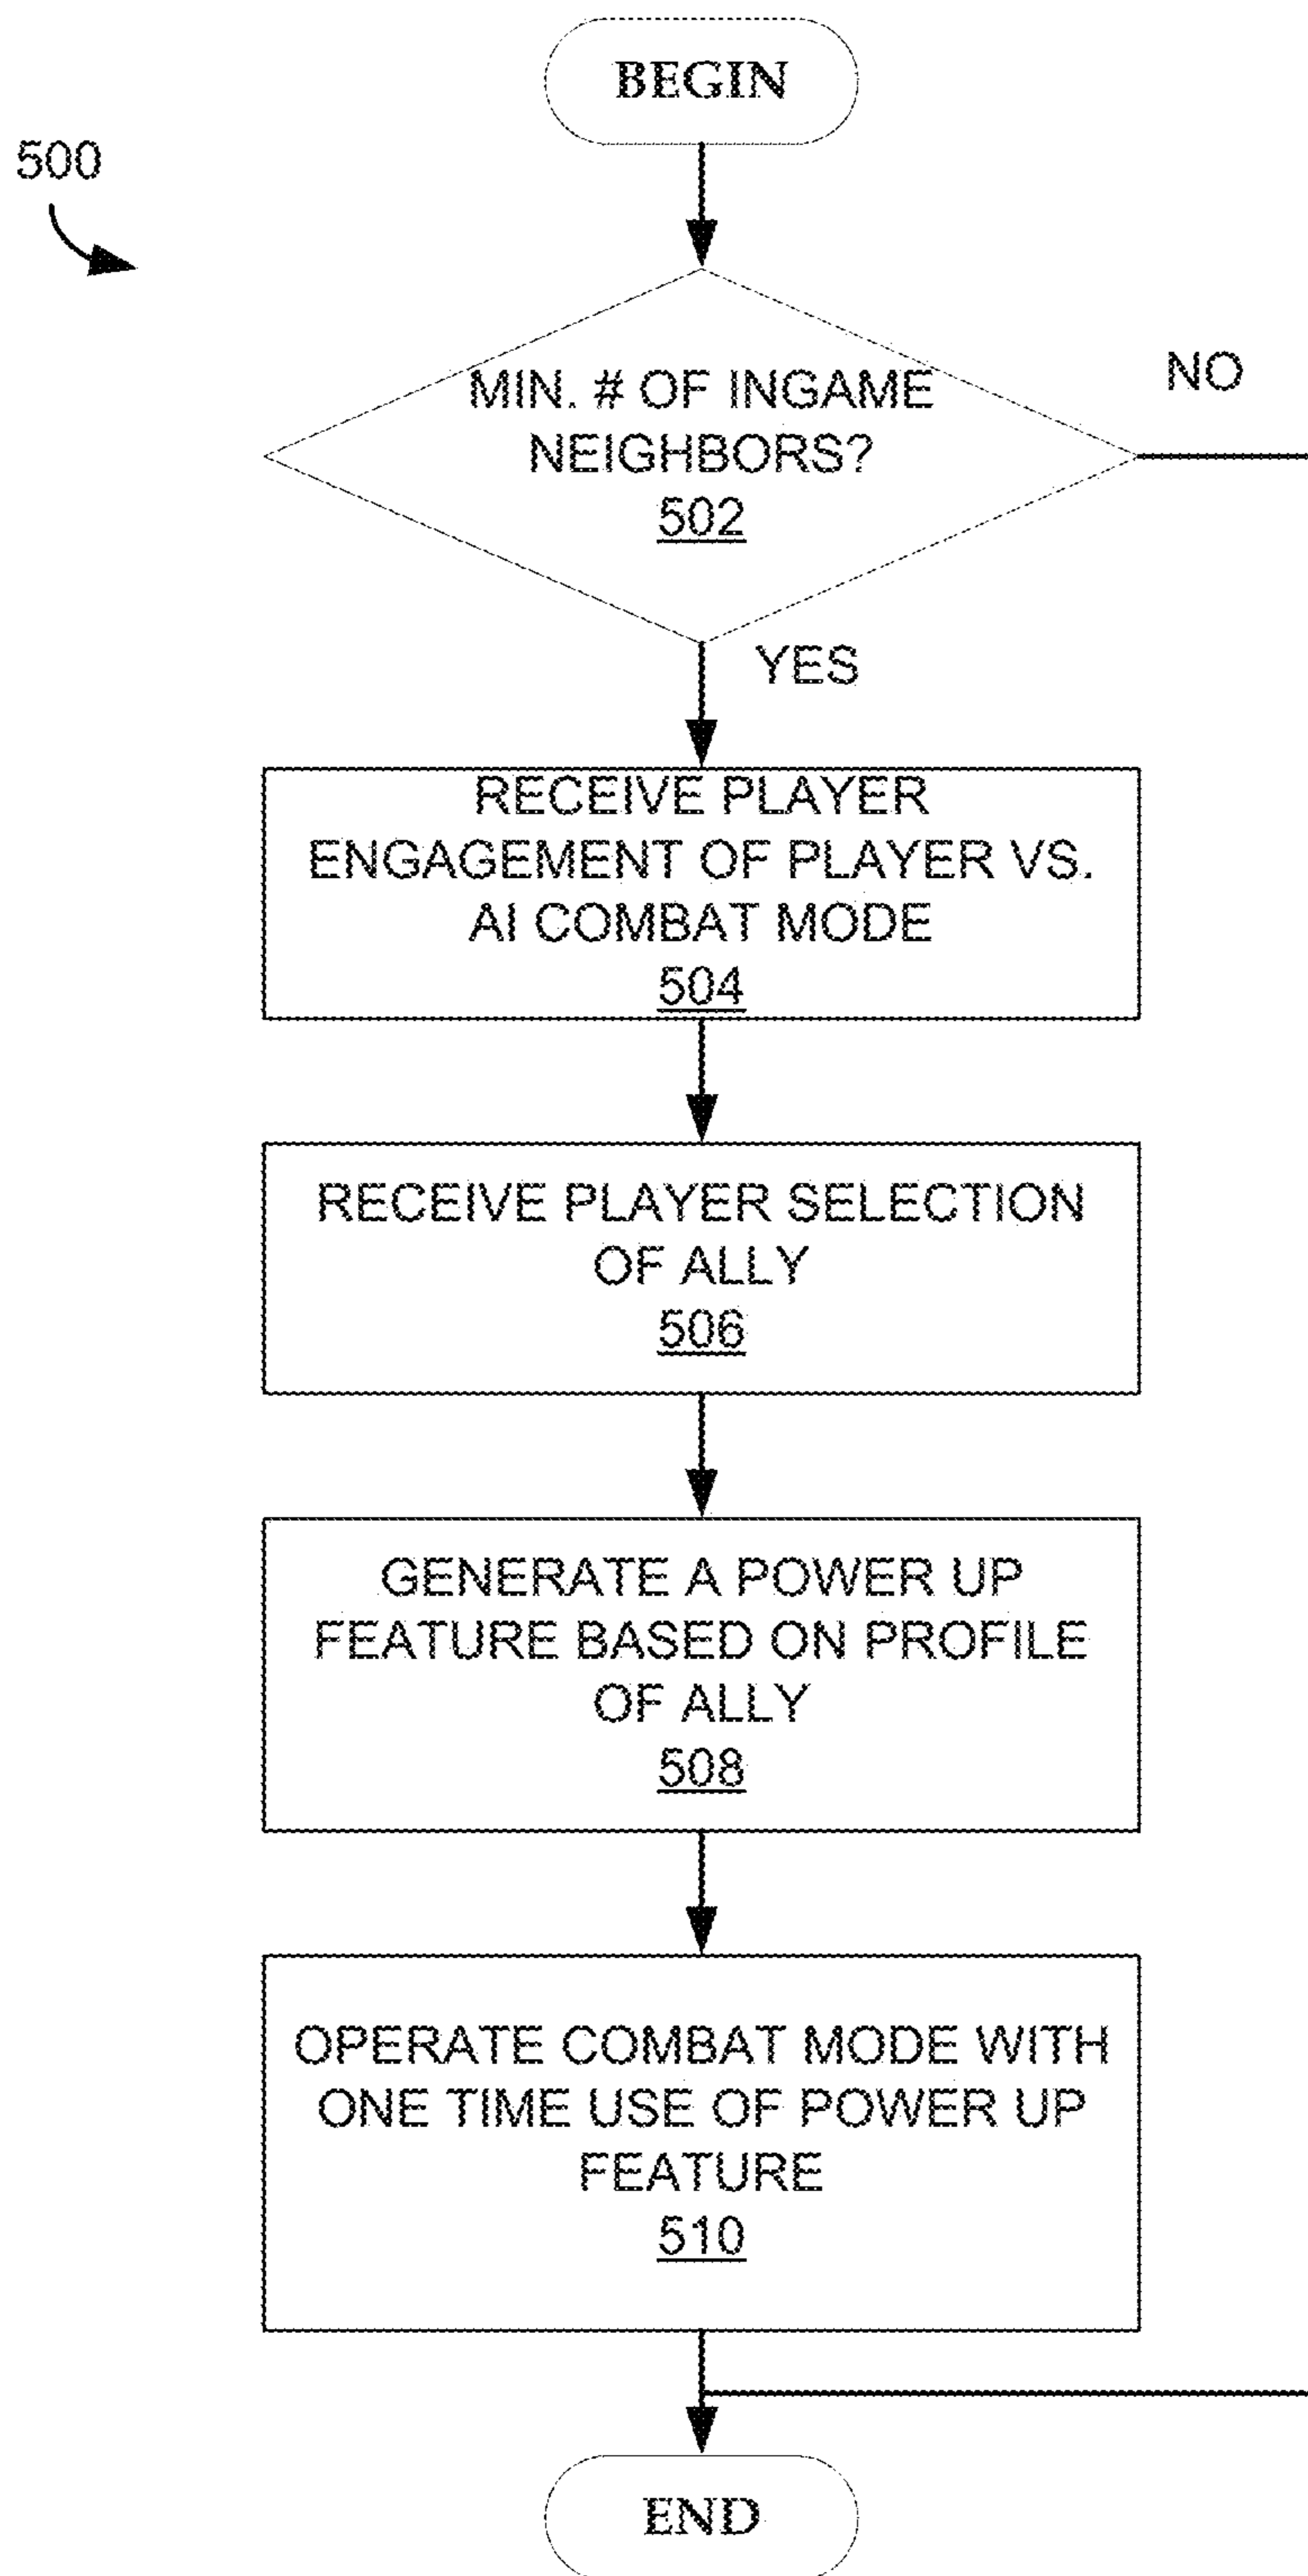 BEGIN
500
MIN. # OF INGAME
NEIGHBORS?
502
NO
YES
RECEIVE PLAYER
ENGAGEMENT OF PLAYER VS.
AI COMBAT MODE
504
RECEIVE PLAYER SELECTION
OF ALLY
506
GENERATE A POWER UP
FEATURE BASED ON PROFILE
OF ALLY
508
OPERATE COMBAT MODE WITH
ONE TIME USE OF POWER UP
FEATURE
510
END